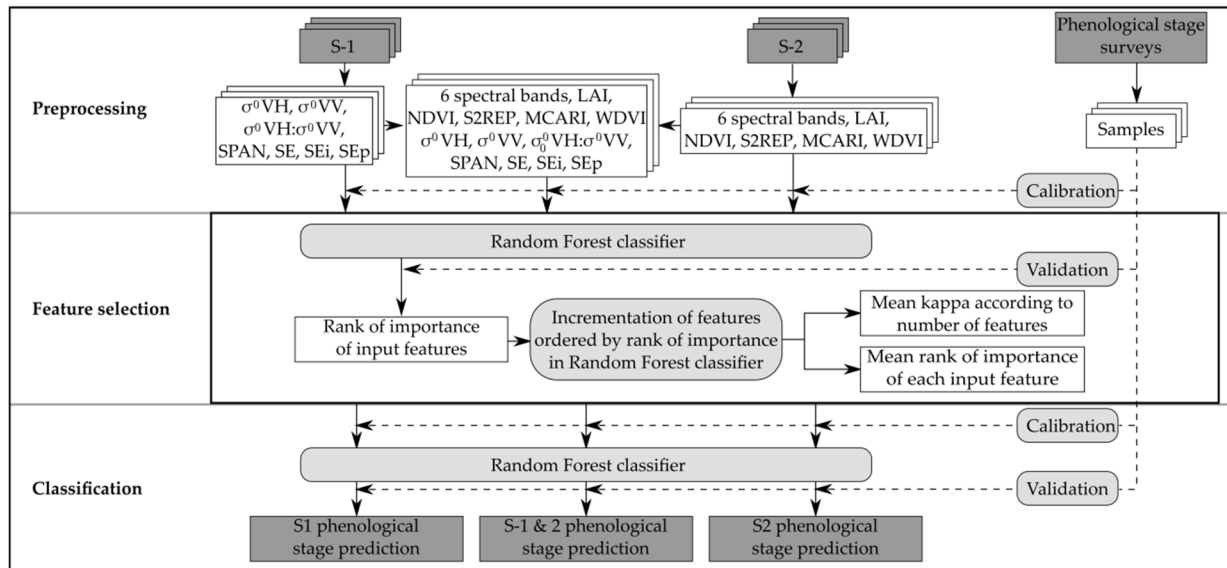 S-1
S-2
Phenological stage
surveys
Preprocessing
σ⁰VH, σ⁰VV,
σ⁰VH:σ⁰VV,
SPAN, SE, SEi, SEp
6 spectral bands, LAI,
NDVI, S2REP, MCARI, WDVI
σ⁰VH, σ⁰VV, σ⁰₀VH:σ⁰VV,
SPAN, SE, SEi, SEp
6 spectral bands, LAI,
NDVI, S2REP, MCARI, WDVI
Samples
Calibration
Random Forest classifier
Validation
Feature selection
Rank of importance
of input features
Incrementation of features
ordered by rank of importance
in Random Forest classifier
Mean kappa according to
number of features
Mean rank of importance
of each input feature
Calibration
Random Forest classifier
Classification
Validation
S1 phenological
stage prediction
S-1 & 2 phenological
stage prediction
S2 phenological
stage prediction